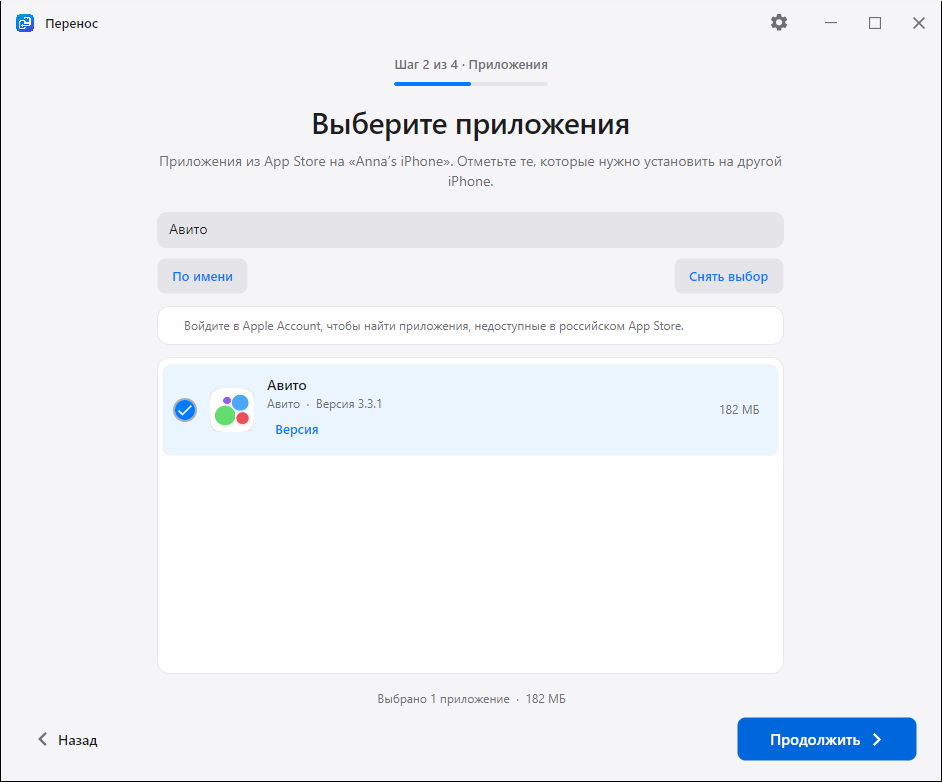 Перенос
Шаг 2 из 4 · Приложения
Выберите приложения
Приложения из App Store на «Anna’s iPhone». Отметьте те, которые нужно установить на другой
iPhone.
Авито
По имени
Снять выбор
Войдите в Apple Account, чтобы найти приложения, недоступные в российском App Store.
Авито
Авито · Версия 3.3.1
182 МБ
Версия
Выбрано 1 приложение · 182 МБ
Назад
Продолжить